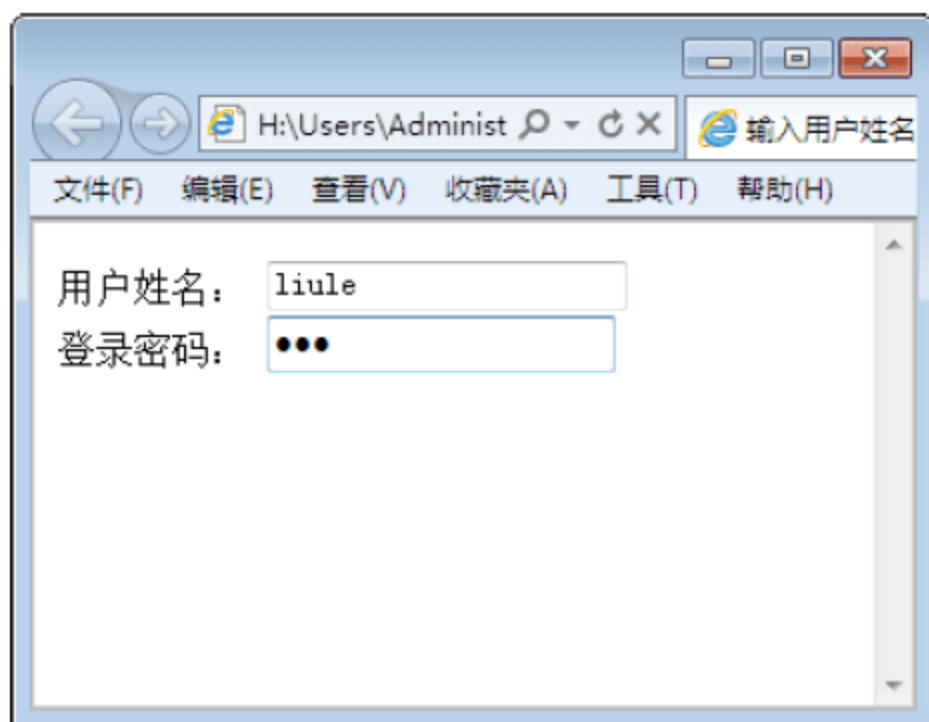 H:\Users\Administ
输入用户姓名
文件(F) 编辑(E) 查看(V) 收藏夹(A) 工具(T) 帮助(H)
用户姓名： liule
登录密码： ●●●